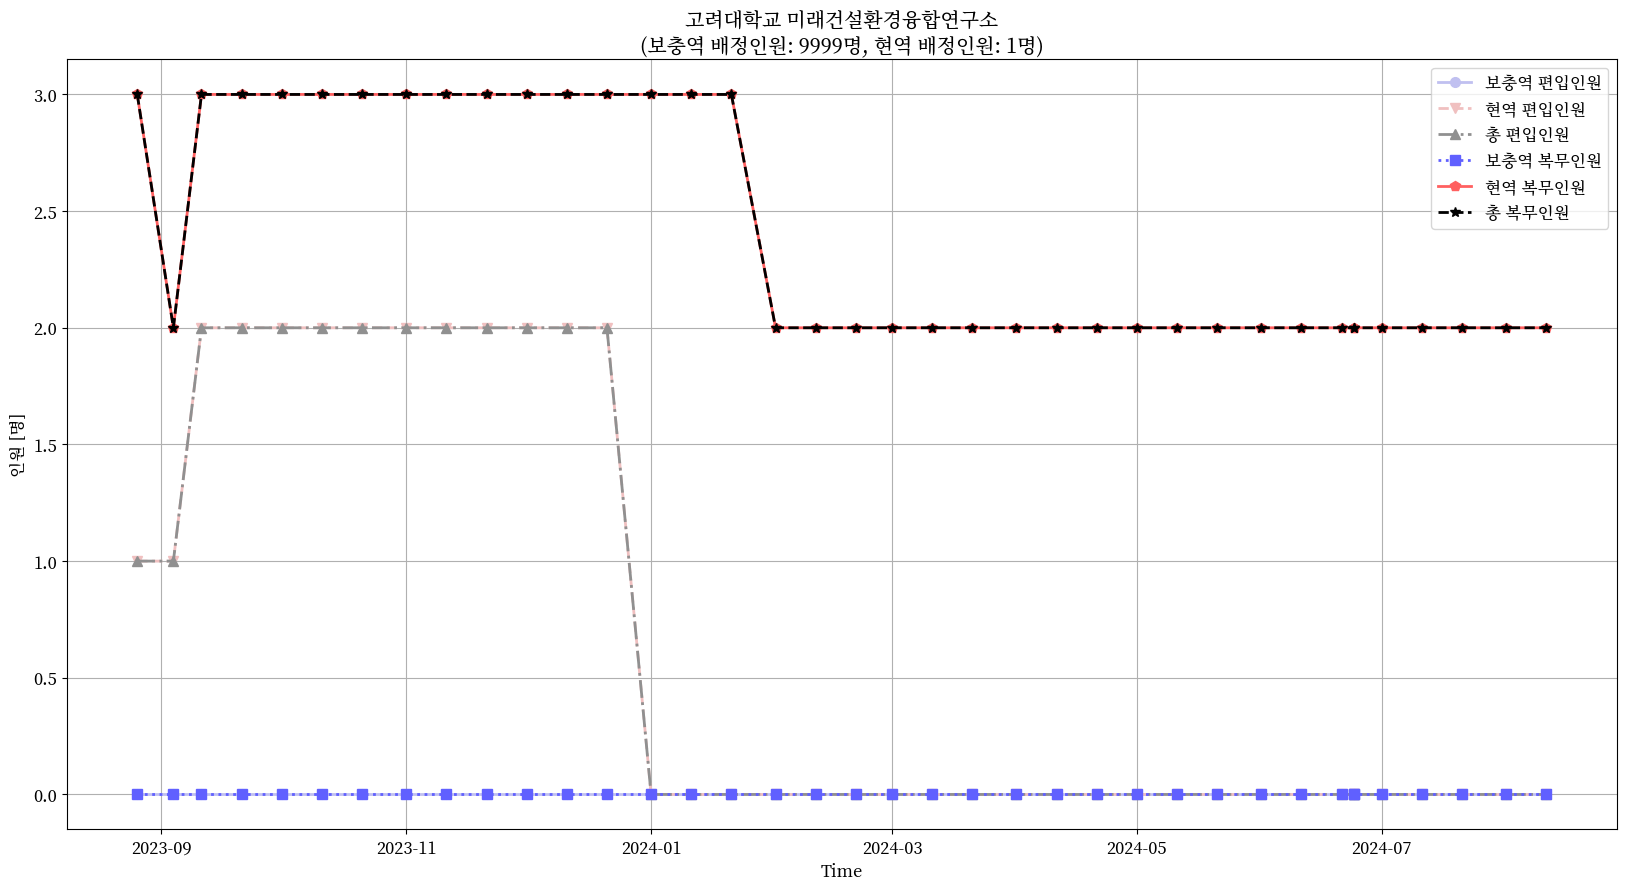 고려대학교 미래건설환경융합연구소
(보충역 배정인원: 9999명, 현역 배정인원: 1명)
보충역 편입인원
현역 편입인원
총 편입인원
보충역 복무인원
현역 복무인원
총 복무인원
인원 [명]
3.0
2.5
2.0
1.5
1.0
0.5
0.0
2023-09
2023-11
2024-01
2024-03
2024-05
2024-07
Time